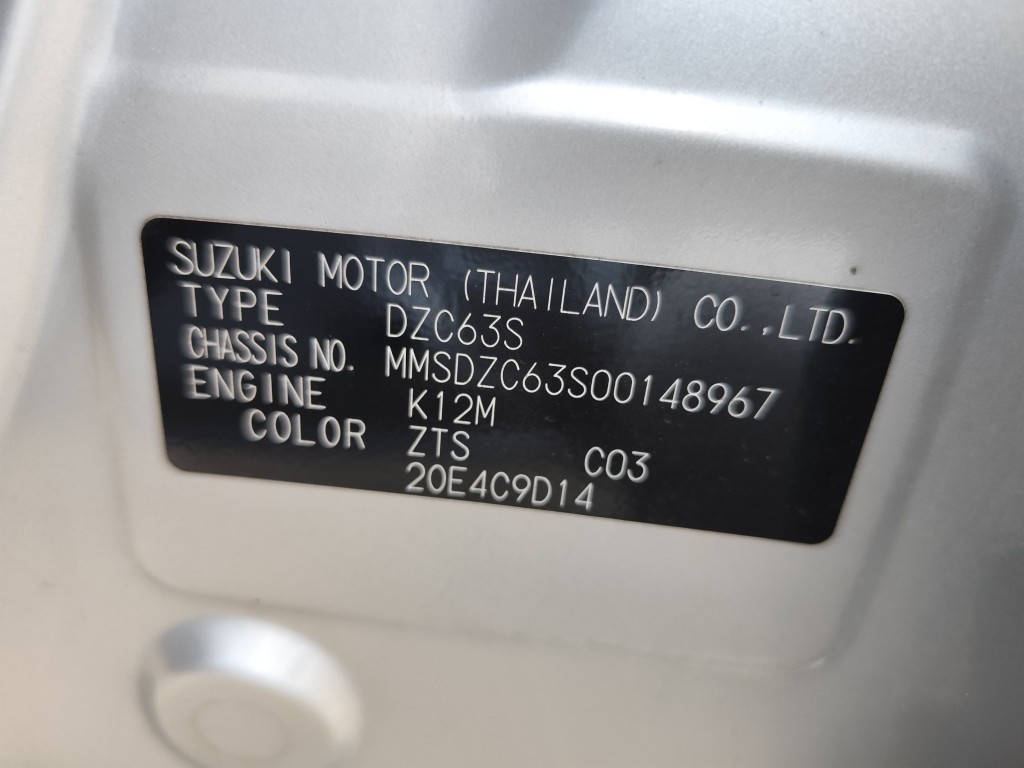 SUZUKI MOTOR (THAILAND) CO.,LTD.
TYPE DZC63S
CHASSIS NO. MMSDZC63S00148967
ENGINE K12M
COLOR ZTS C03
20E4C9D14